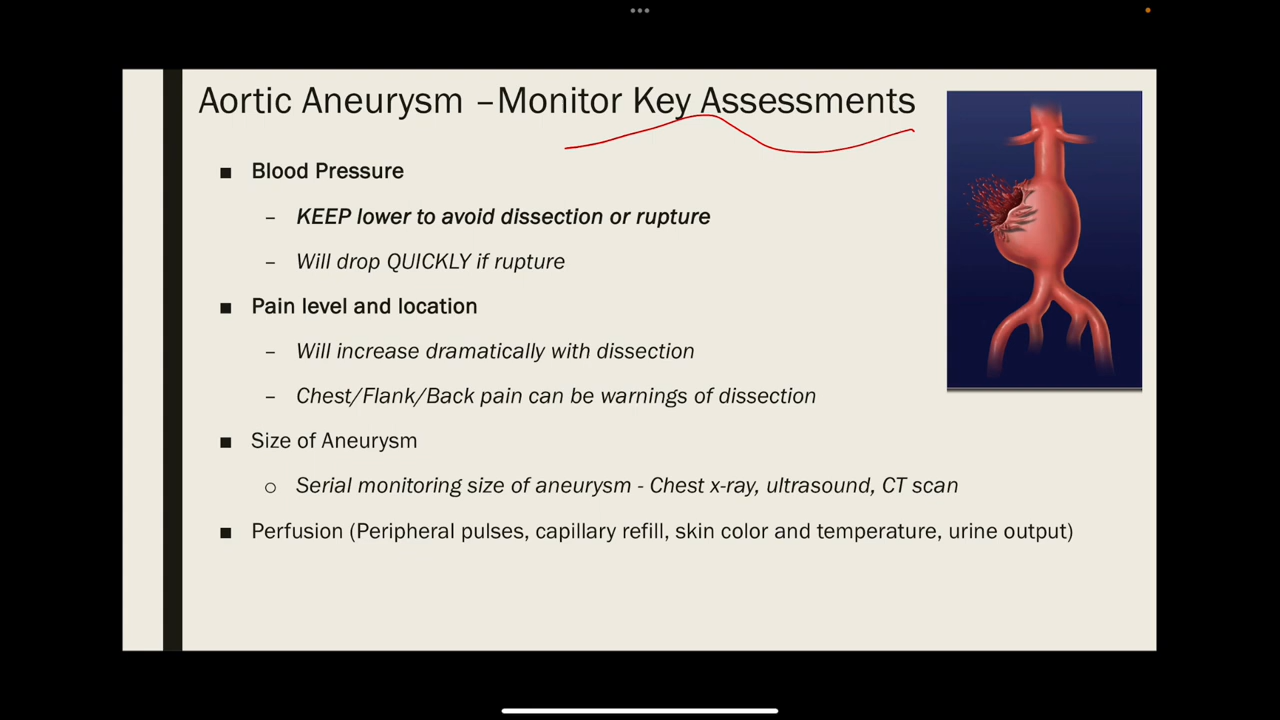 Aortic Aneurysm –Monitor Key Assessments
■ Blood Pressure
– KEEP lower to avoid dissection or rupture
– Will drop QUICKLY if rupture
■ Pain level and location
– Will increase dramatically with dissection
– Chest/Flank/Back pain can be warnings of dissection
■ Size of Aneurysm
o Serial monitoring size of aneurysm - Chest x-ray, ultrasound, CT scan
■ Perfusion (Peripheral pulses, capillary refill, skin color and temperature, urine output)